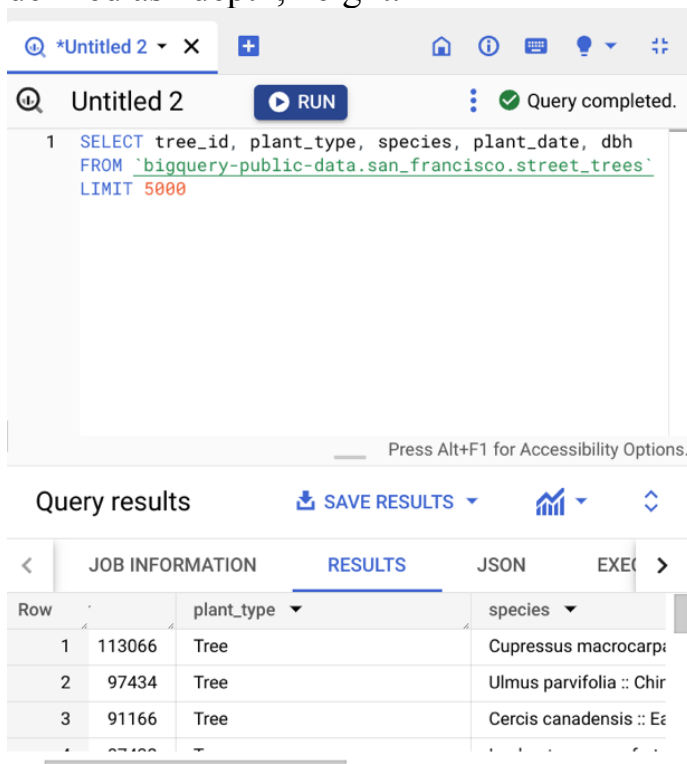 *Untitled 2
Untitled 2 RUN Query completed.
1 SELECT tree_id, plant_type, species, plant_date, dbh
FROM `bigquery-public-data.san_francisco.street_trees`
LIMIT 5000
Press Alt+F1 for Accessibility Options.
Query results SAVE RESULTS
JOB INFORMATION RESULTS JSON EXEC
Row plant_type species
1 113066 Tree Cupressus macrocarpa
2 97434 Tree Ulmus parvifolia :: Chin
3 91166 Tree Cercis canadensis :: Ea